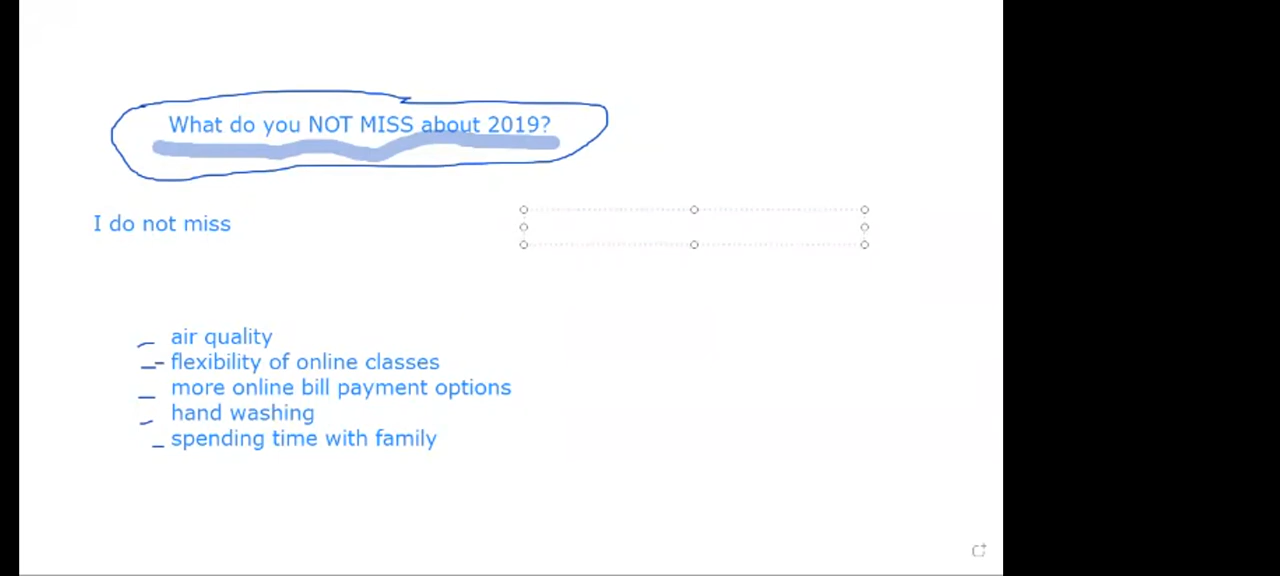 What do you NOT MISS about 2019?
I do not miss
air quality
flexibility of online classes
more online bill payment options
hand washing
spending time with family